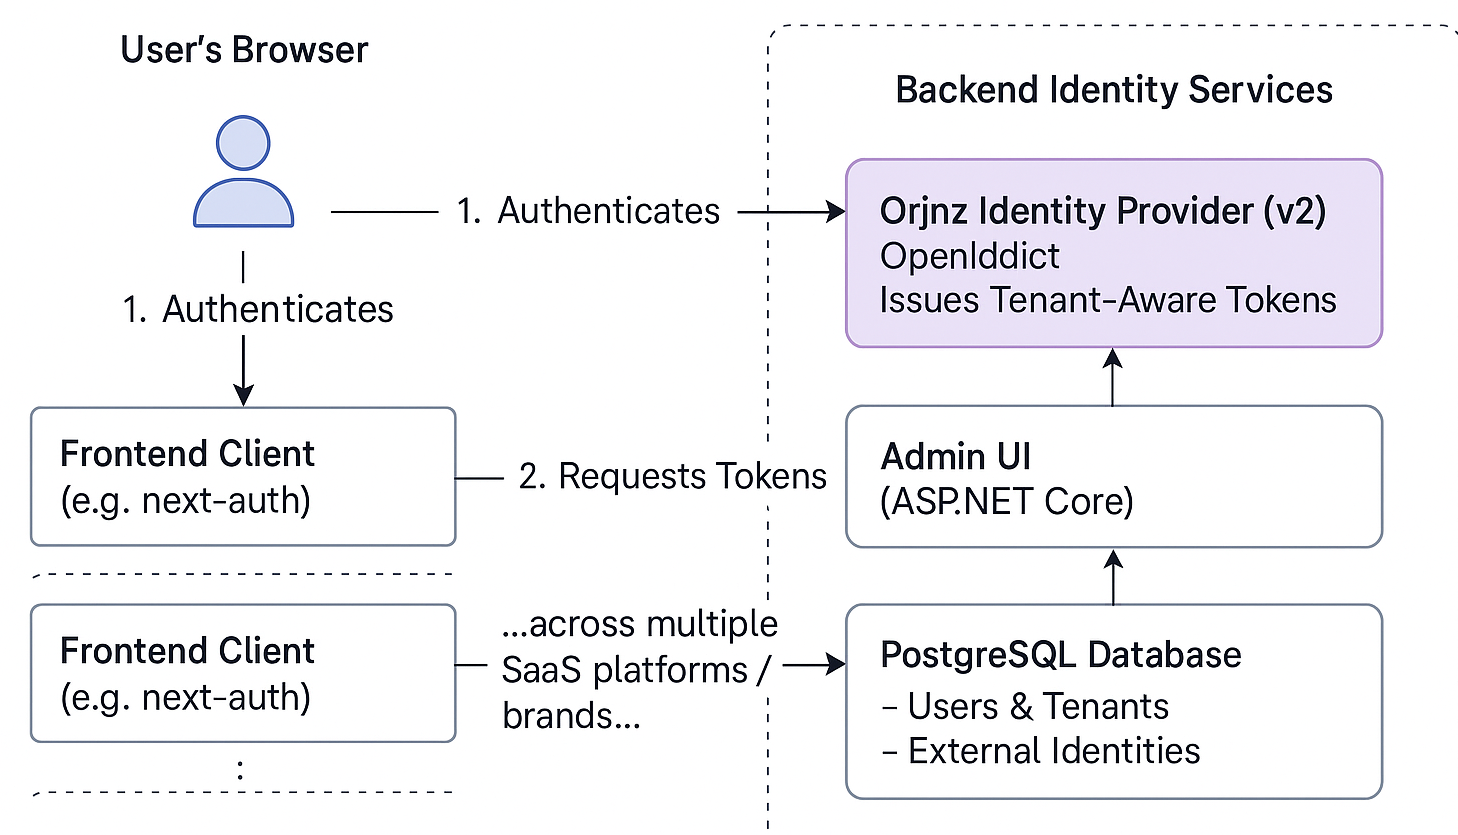 User's Browser
Backend Identity Services
1. Authenticates
Orjnz Identity Provider (v2)
OpenIddict
Issues Tenant-Aware Tokens
1. Authenticates
Frontend Client
(e.g. next-auth)
2. Requests Tokens
Admin UI
(ASP.NET Core)
Frontend Client
(e.g. next-auth)
...across multiple
SaaS platforms /
brands...
PostgreSQL Database
- Users & Tenants
- External Identities
: